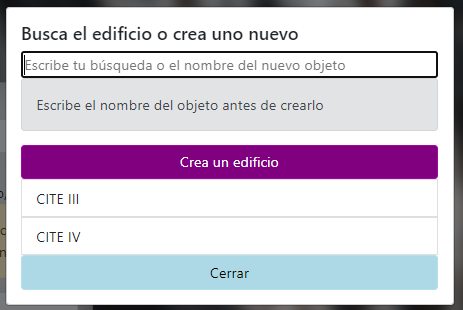 Busca el edificio o crea uno nuevo
Escribe tu búsqueda o el nombre del nuevo objeto
Escribe el nombre del objeto antes de crearlo
Crea un edificio
CITE III
CITE IV
Cerrar